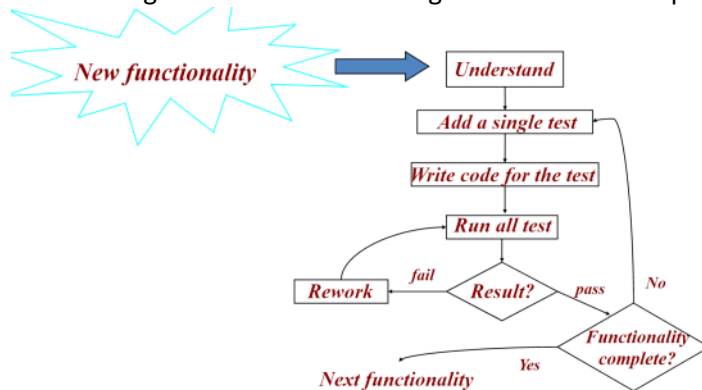 New functionality
Understand
Add a single test
Write code for the test
Run all test
fail
Result?
pass
Rework
No
Functionality
complete?
Yes
Next functionality